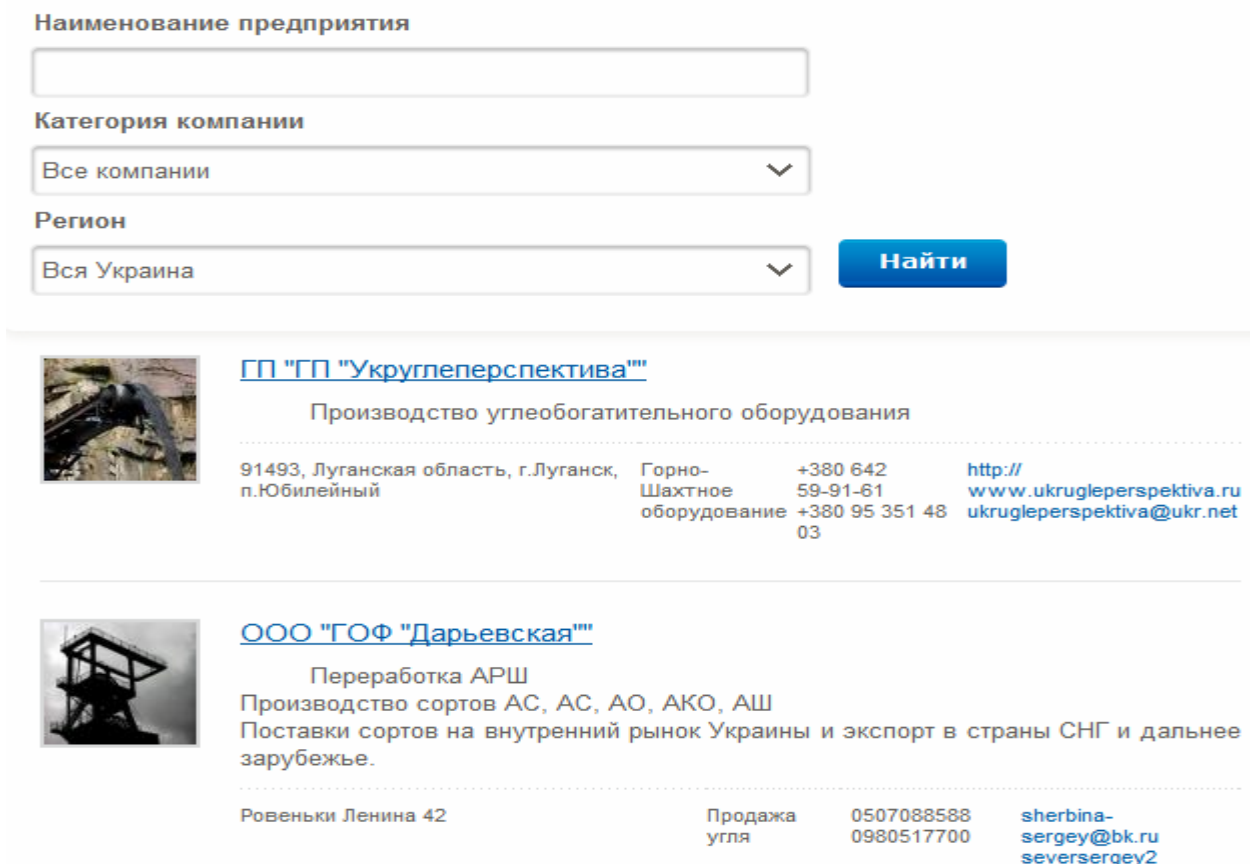 Наименование предприятия
Категория компании
Все компании
Регион
Вся Украина
Найти
ГП "ГП "Укруглеперспектива""
Производство углеобогатительного оборудования
91493, Луганская область, г.Луганск,
п.Юбилейный
Горно-
Шахтное
оборудование
+380 642
59-91-61
+380 95 351 48
03
http://
www.ukrugleperspektiva.ru
ukrugleperspektiva@ukr.net
ООО "ГОФ "Дарьевская""
Переработка АРШ
Производство сортов АС, АС, АО, АКО, АШ
Поставки сортов на внутренний рынок Украины и экспорт в страны СНГ и дальнее
зарубежье.
Ровеньки Ленина 42
Продажа
угля
0507088588
0980517700
sherbina-
sergey@bk.ru
seversergey2